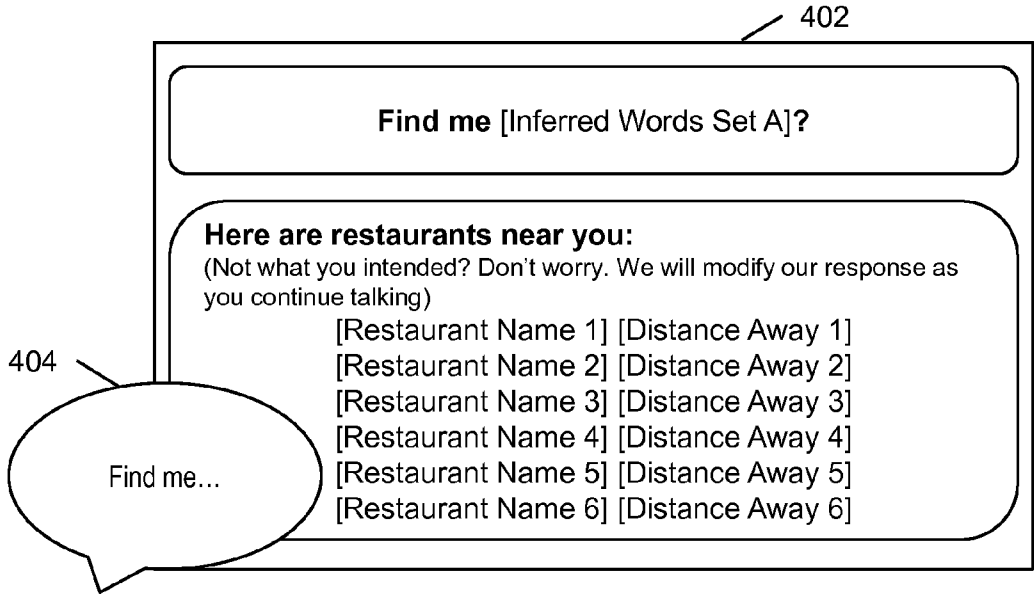 402
Find me [Inferred Words Set A]?
Here are restaurants near you:
(Not what you intended? Don't worry. We will modify our response as
you continue talking)
[Restaurant Name 1] [Distance Away 1]
[Restaurant Name 2] [Distance Away 2]
[Restaurant Name 3] [Distance Away 3]
[Restaurant Name 4] [Distance Away 4]
[Restaurant Name 5] [Distance Away 5]
[Restaurant Name 6] [Distance Away 6]
404
Find me...